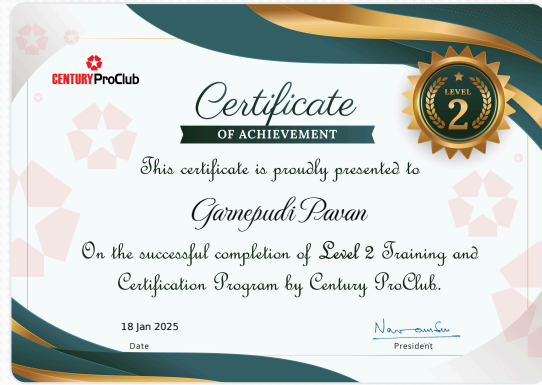 CENTURY ProClub
Certificate
OF ACHIEVEMENT
LEVEL
2
This certificate is proudly presented to
Garnepudi Pavan
On the successful completion of Level 2 Training and
Certification Program by Century ProClub.
18 Jan 2025
Date
President